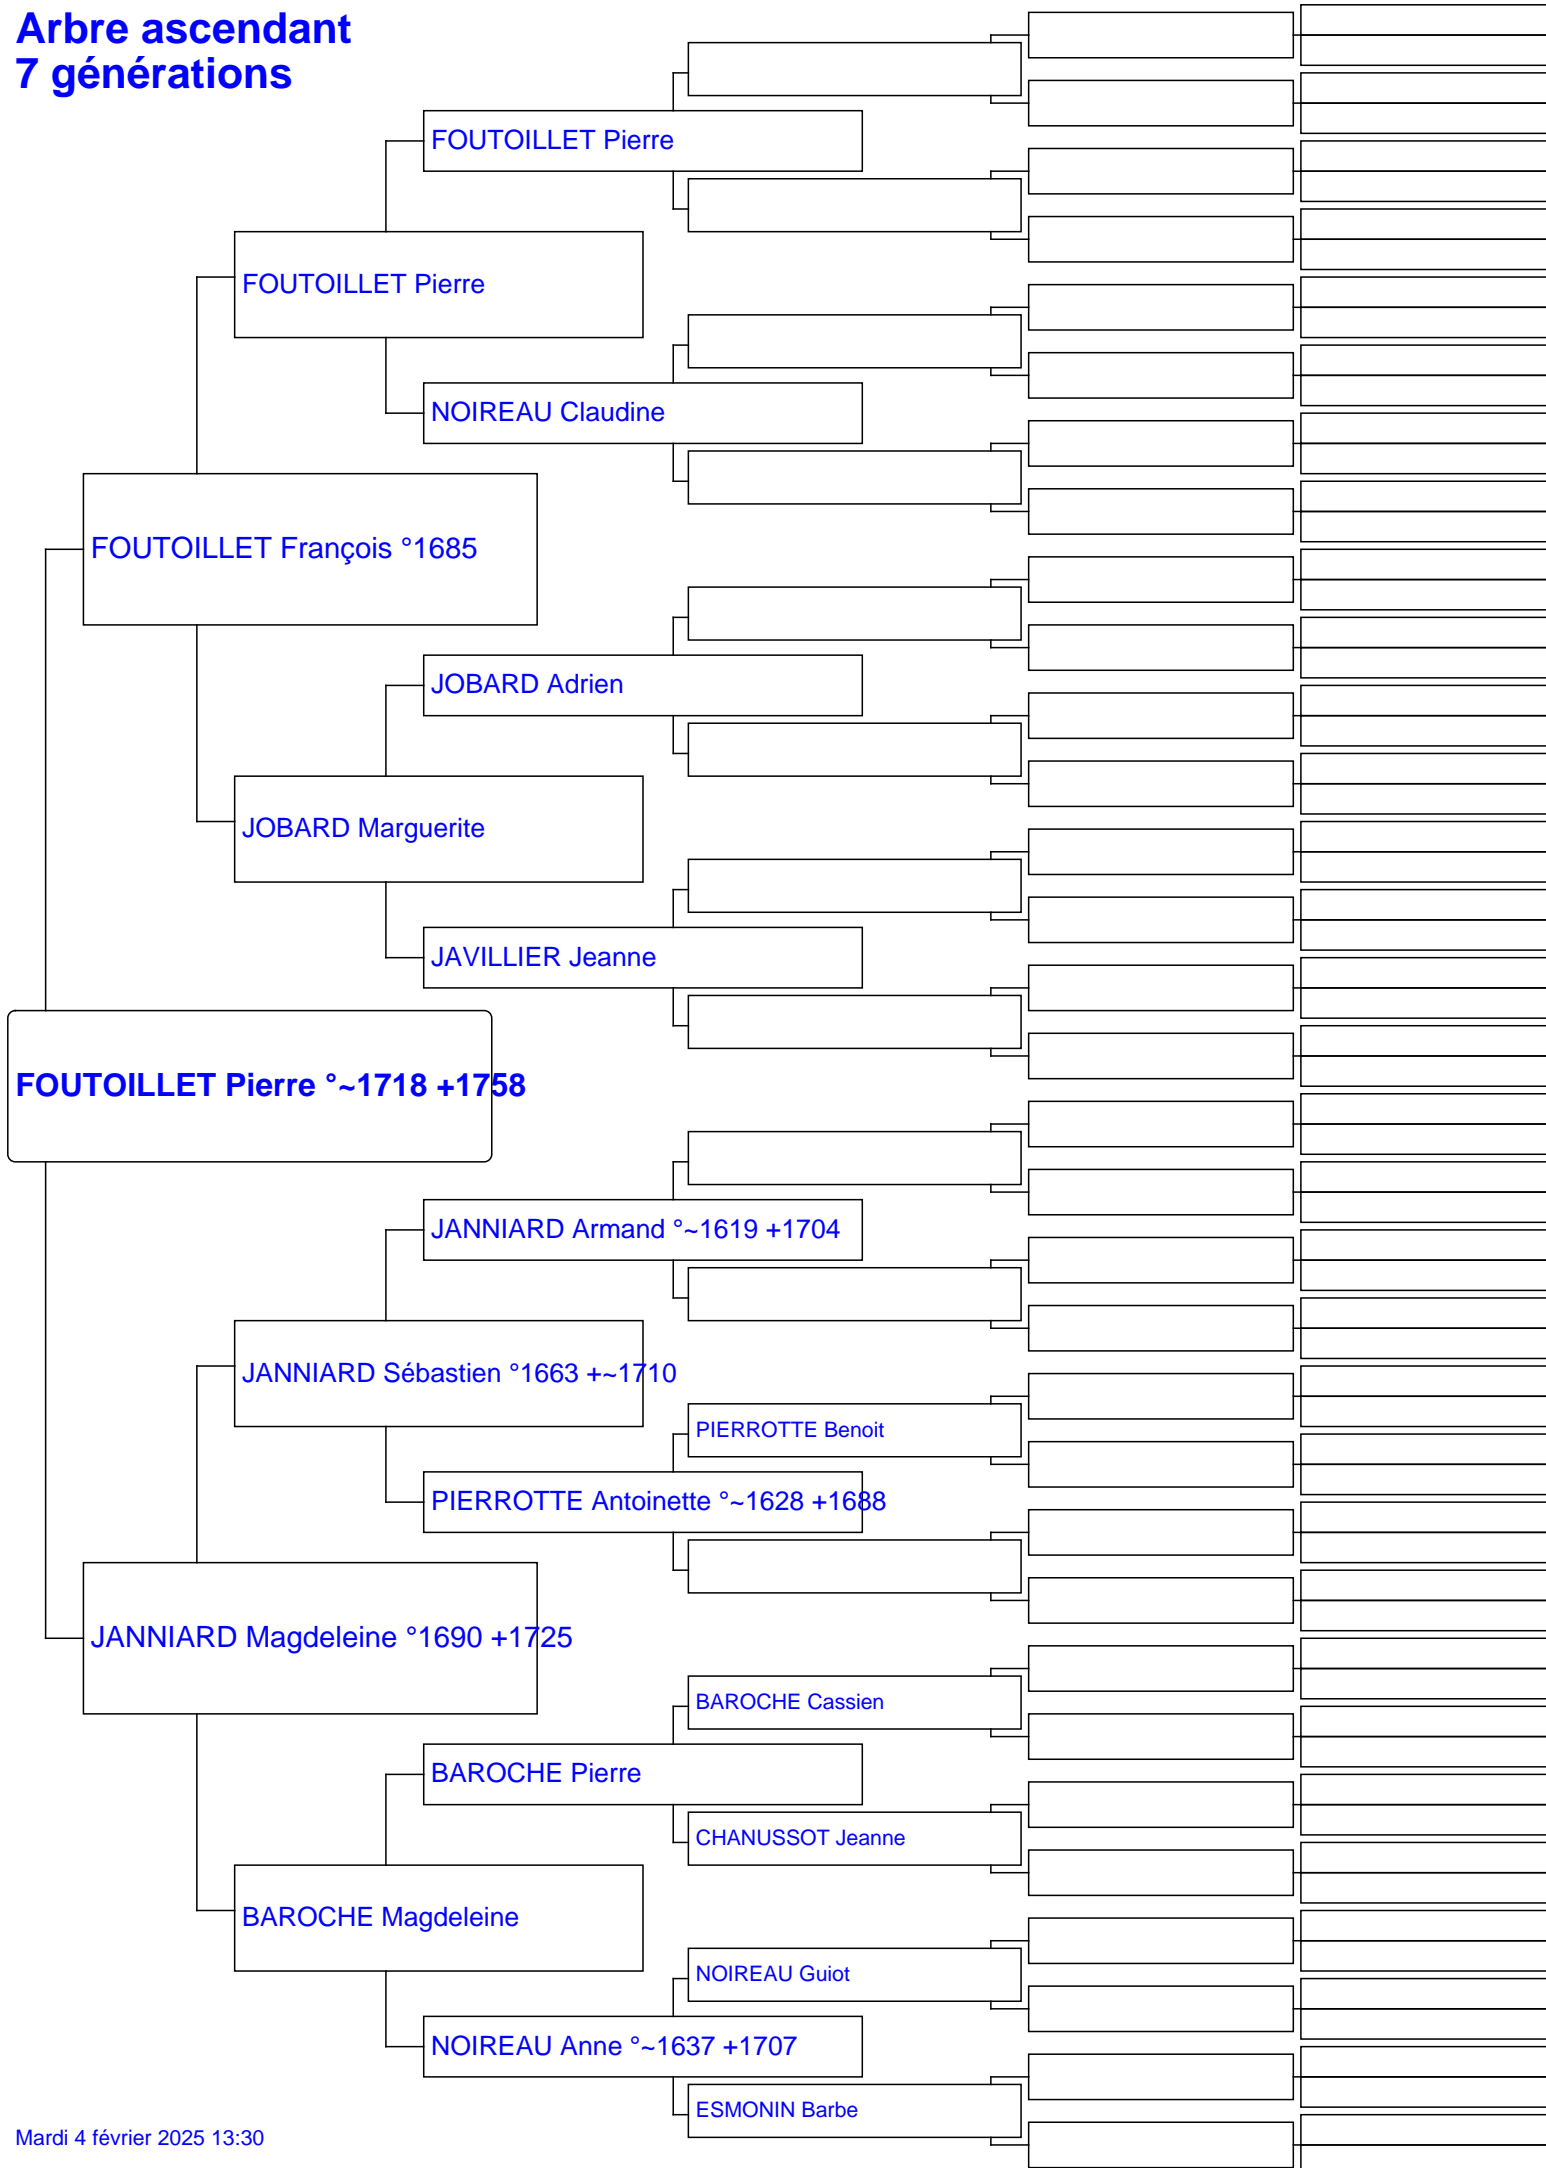 Arbre ascendant
7 générations
FOUTOILLET Pierre
FOUTOILLET Pierre
NOIREAU Claudine
FOUTOILLET François °1685
JOBARD Adrien
JOBARD Marguerite
JAVILLIER Jeanne
FOUTOILLET Pierre °~1718 +1758
JANNIARD Armand °~1619 +1704
JANNIARD Sébastien °1663 +~1710
PIERROTTE Benoit
PIERROTTE Antoinette °~1628 +1688
JANNIARD Magdeleine °1690 +1725
BAROCHE Cassien
BAROCHE Pierre
CHANUSSOT Jeanne
BAROCHE Magdeleine
NOIREAU Guiot
NOIREAU Anne °~1637 +1707
ESMONIN Barbe
Mardi 4 février 2025 13:30